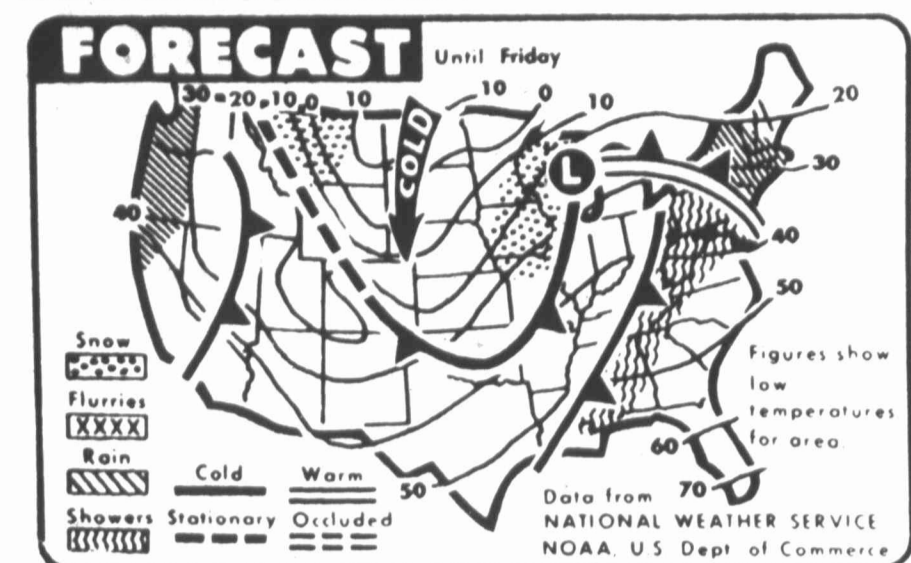 FORECAST
Until Friday
30 20 10 0 10 10 0 10 20
COLD
L
30
40
40
50
Snow
Flurries
XXXX
Rain
Showers
Cold
Warm
Stationary
Occluded
50
60
70
Figures show
low
temperatures
for area.
Data from
NATIONAL WEATHER SERVICE
NOAA, U.S. Dept of Commerce